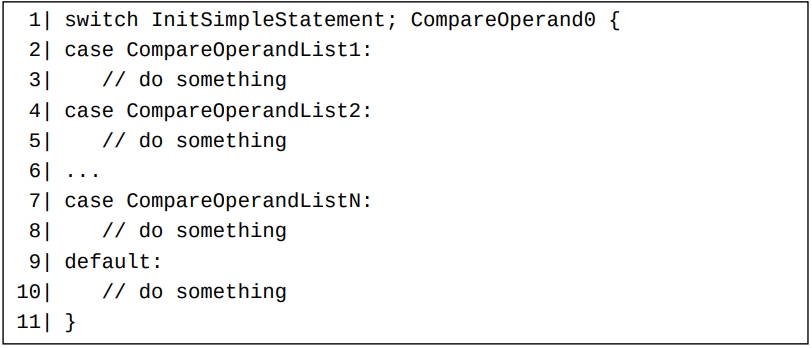 1| switch InitSimpleStatement; CompareOperand0 {
 2| case CompareOperandList1:
 3|    // do something
 4| case CompareOperandList2:
 5|    // do something
 6| ...
 7| case CompareOperandListN:
 8|    // do something
 9| default:
10|    // do something
11| }